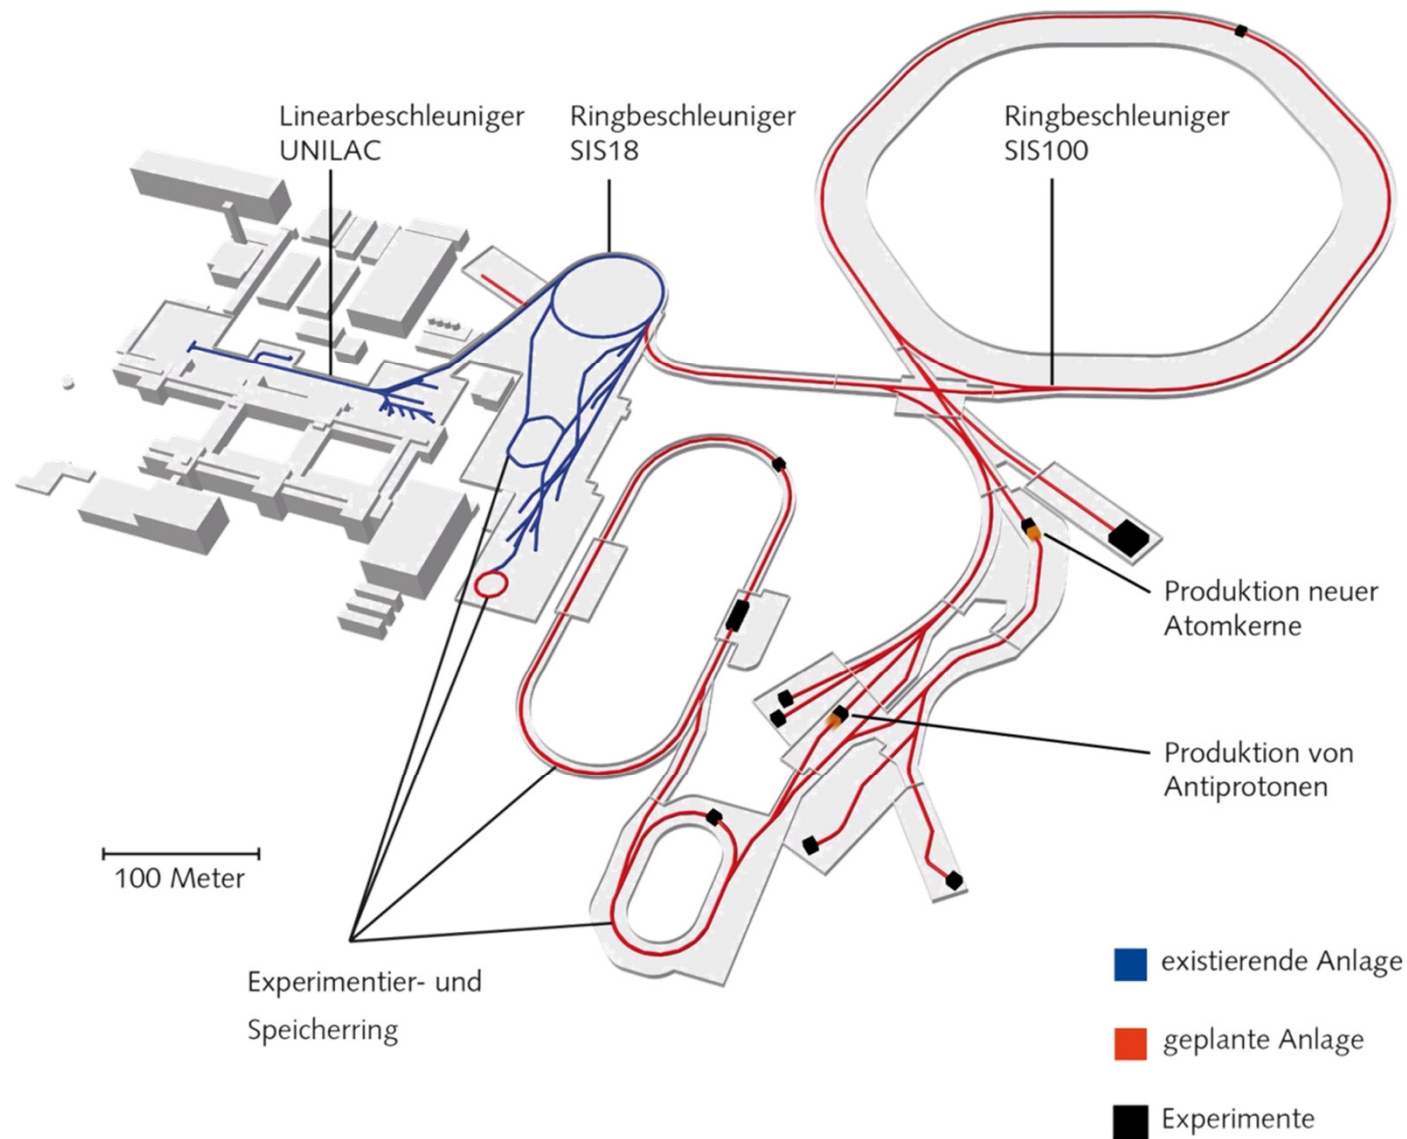 Linearbeschleuniger
UNILAC
Ringbeschleuniger
SIS18
Ringbeschleuniger
SIS100
Produktion neuer
Atomkerne
Produktion von
Antiprotonen
100 Meter
Experimentier- und
Speicherring
existierende Anlage
geplante Anlage
Experimente